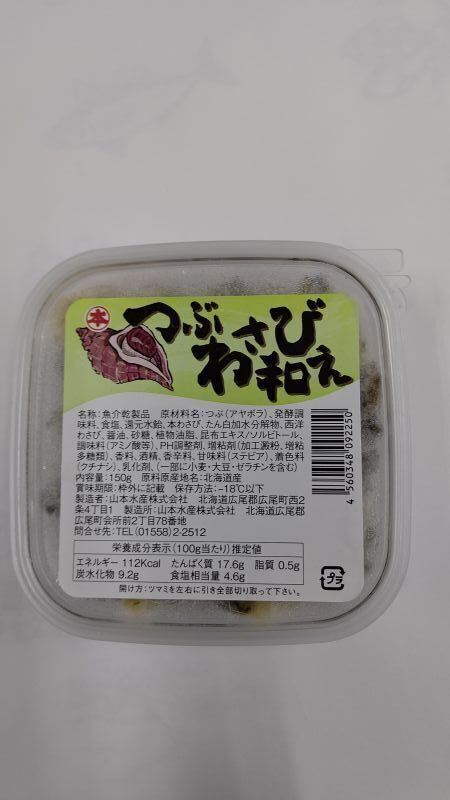 本
つぶ
わさび
和え
名称:魚介乾製品 原材料名:つぶ(アヤボラ)、発酵調
味料、食塩、還元水飴、本わさび、たん白加水分解物、西洋
わさび、醤油、砂糖、植物油脂、昆布エキス/ソルビトール、
調味料(アミノ酸等)、PH調整剤、増粘剤(加工澱粉、増粘
多糖類)、香料、酒精、香辛料、甘味料(ステビア)、着色料
(クチナシ)、乳化剤、(一部に小麦・大豆・ゼラチンを含む)
内容量:150g 原料原産地名:北海道産
賞味期限:枠外に記載 保存方法:-18℃以下
製造者:山本水産株式会社 北海道広尾郡広尾町西2
条4丁目1 製造所:山本水産株式会社 北海道広尾郡
広尾町会所前2丁目78番地
問合せ先:TEL(01558)2-2512
栄養成分表示(100g当たり)推定値
エネルギー 112Kcal たんぱく質 17.6g 脂質 0.5g
炭水化物 9.2g 食塩相当量 4.6g
開け方:ツマミを左右に引き全部切り取って下さい。
4560348092250
プラ